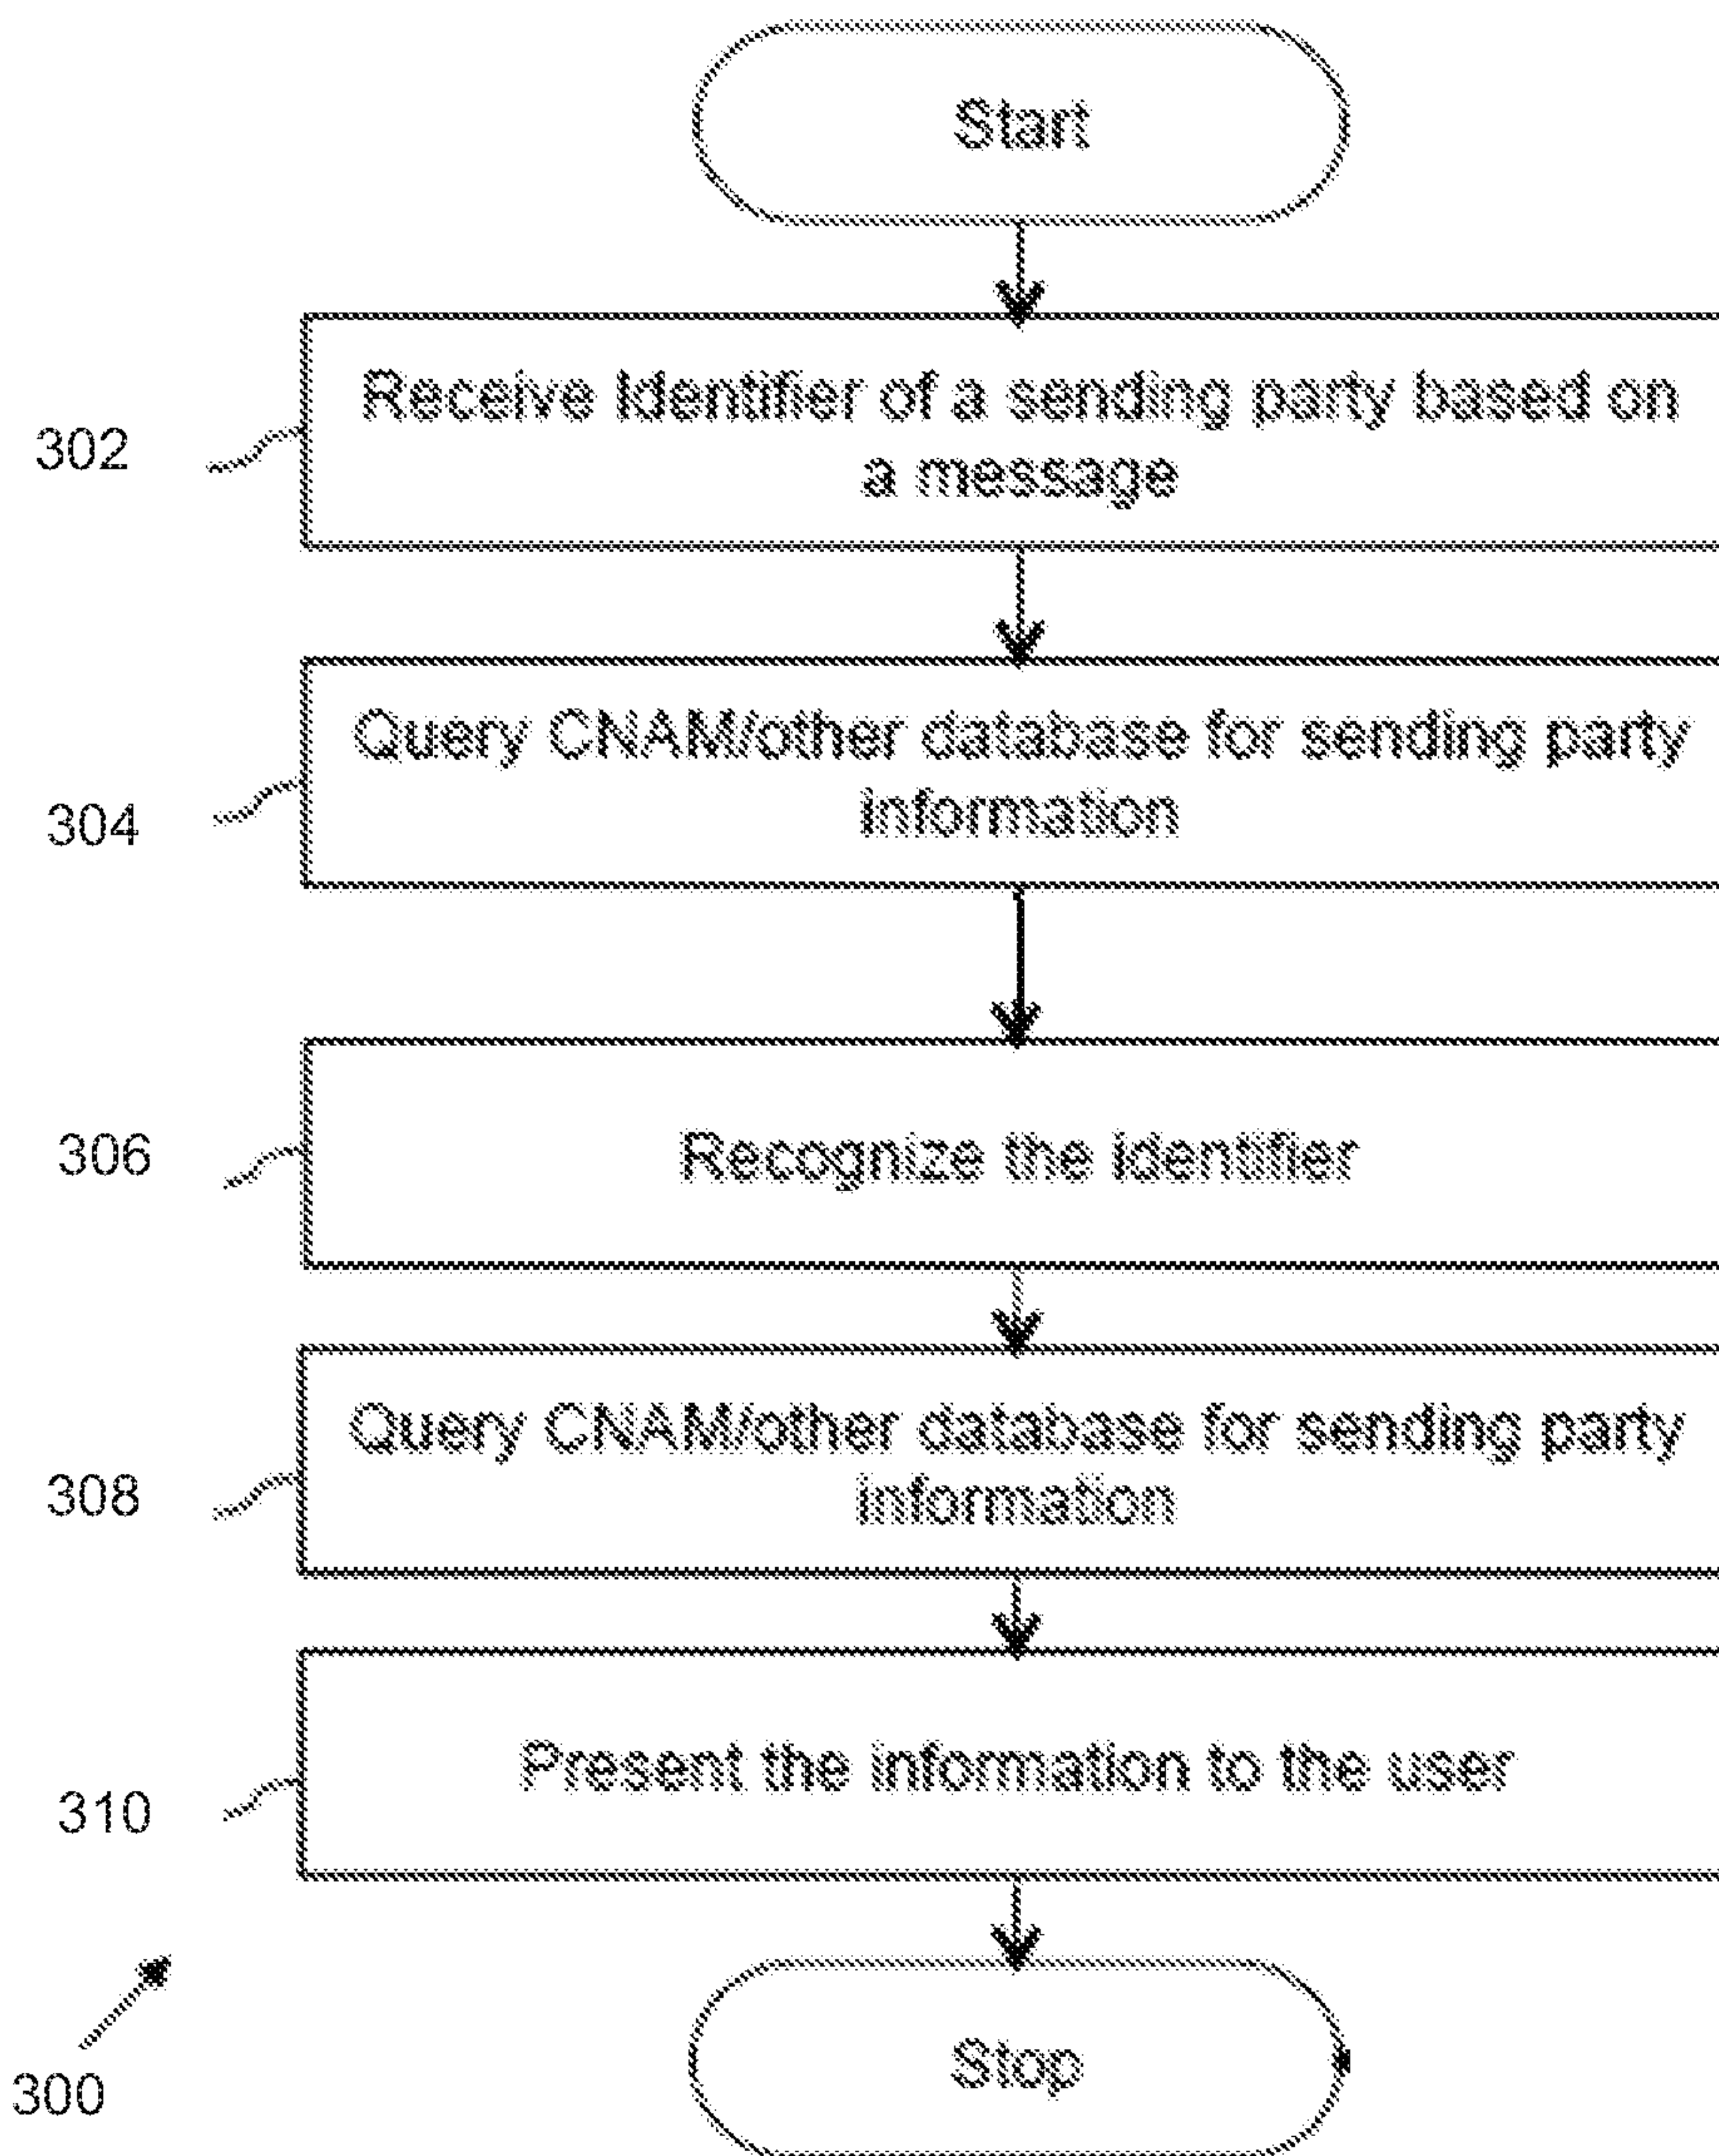 Start
Receive Identifier of a sending party based on
a message
302
Query CNAM/other database for sending party
information
304
Recognize the identifier
306
Query CNAM/other database for sending party
information
308
Present the information to the user
310
Stop
300